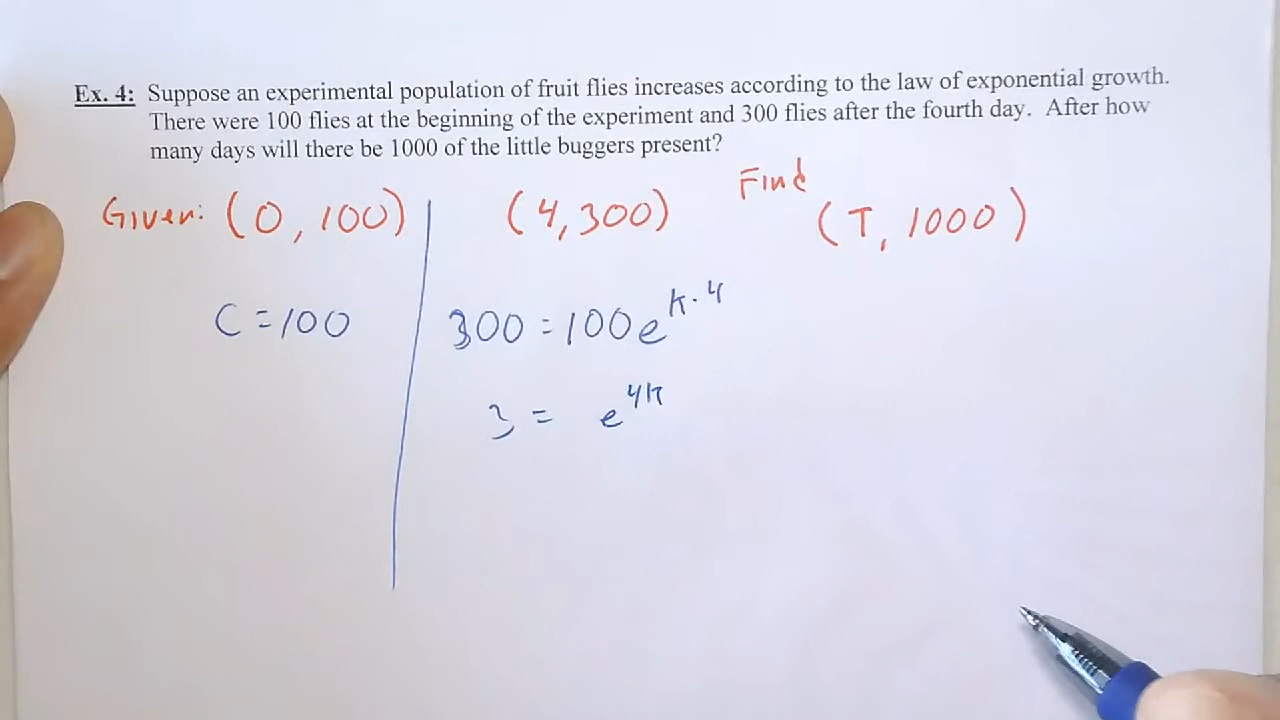 Ex. 4: Suppose an experimental population of fruit flies increases according to the law of exponential growth.
There were 100 flies at the beginning of the experiment and 300 flies after the fourth day. After how
many days will there be 1000 of the little buggers present?
Given: (0, 100) (4, 300) Find (T, 1000)
C = 100 300 = 100e^{k·4}
3 = e^{4k}